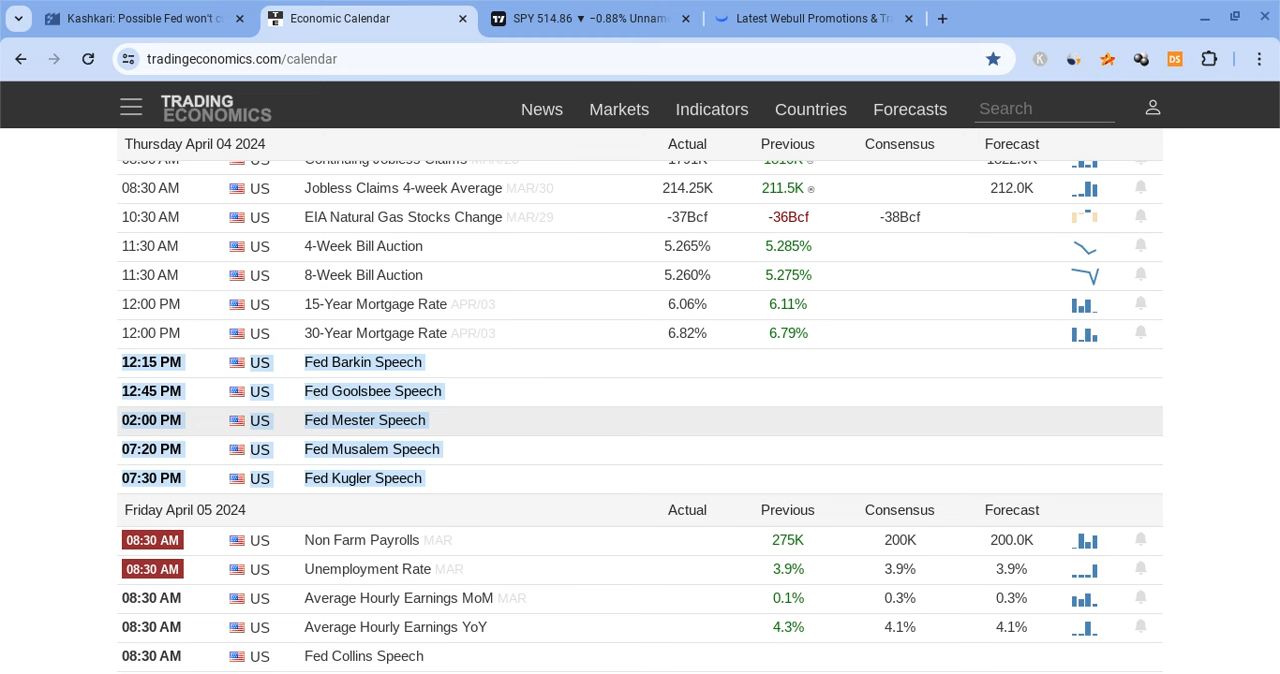 Kashkari: Possible Fed won't c
Economic Calendar
SPY 514.86 ▼ −0.88% Unnam
Latest Webull Promotions & Tr
tradingeconomics.com/calendar
TRADING
ECONOMICS
News Markets Indicators Countries Forecasts Search
Thursday April 04 2024 Actual Previous Consensus Forecast
08:30 AM US Continuing Jobless Claims 1791K 1810K 1822.0K
08:30 AM US Jobless Claims 4-week Average MAR/30 214.25K 211.5K ® 212.0K
10:30 AM US EIA Natural Gas Stocks Change MAR/29 -37Bcf -36Bcf -38Bcf
11:30 AM US 4-Week Bill Auction 5.265% 5.285%
11:30 AM US 8-Week Bill Auction 5.260% 5.275%
12:00 PM US 15-Year Mortgage Rate APR/03 6.06% 6.11%
12:00 PM US 30-Year Mortgage Rate APR/03 6.82% 6.79%
12:15 PM US Fed Barkin Speech
12:45 PM US Fed Goolsbee Speech
02:00 PM US Fed Mester Speech
07:20 PM US Fed Musalem Speech
07:30 PM US Fed Kugler Speech
Friday April 05 2024 Actual Previous Consensus Forecast
08:30 AM US Non Farm Payrolls MAR 275K 200K 200.0K
08:30 AM US Unemployment Rate MAR 3.9% 3.9% 3.9%
08:30 AM US Average Hourly Earnings MoM MAR 0.1% 0.3% 0.3%
08:30 AM US Average Hourly Earnings YoY 4.3% 4.1% 4.1%
08:30 AM US Fed Collins Speech